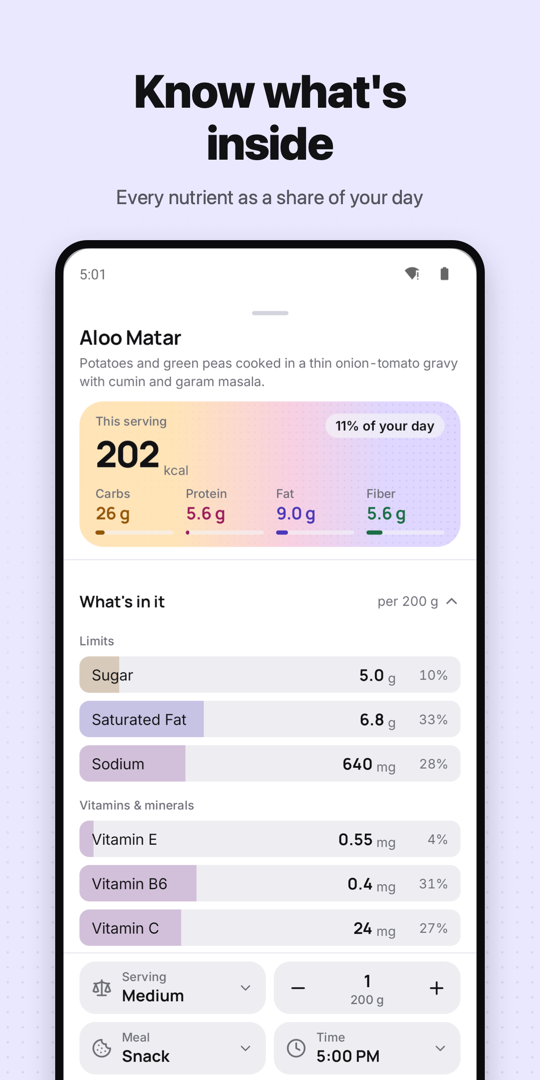 Know what's
inside
Every nutrient as a share of your day
5:01
Aloo Matar
Potatoes and green peas cooked in a thin onion-tomato gravy
with cumin and garam masala.
This serving
11% of your day
202 kcal
Carbs Protein Fat Fiber
26 g 5.6 g 9.0 g 5.6 g
What's in it per 200 g
Limits
Sugar 5.0 g 10%
Saturated Fat 6.8 g 33%
Sodium 640 mg 28%
Vitamins & minerals
Vitamin E 0.55 mg 4%
Vitamin B6 0.4 mg 31%
Vitamin C 24 mg 27%
Serving
Medium
− 1 +
200 g
Meal
Snack
Time
5:00 PM